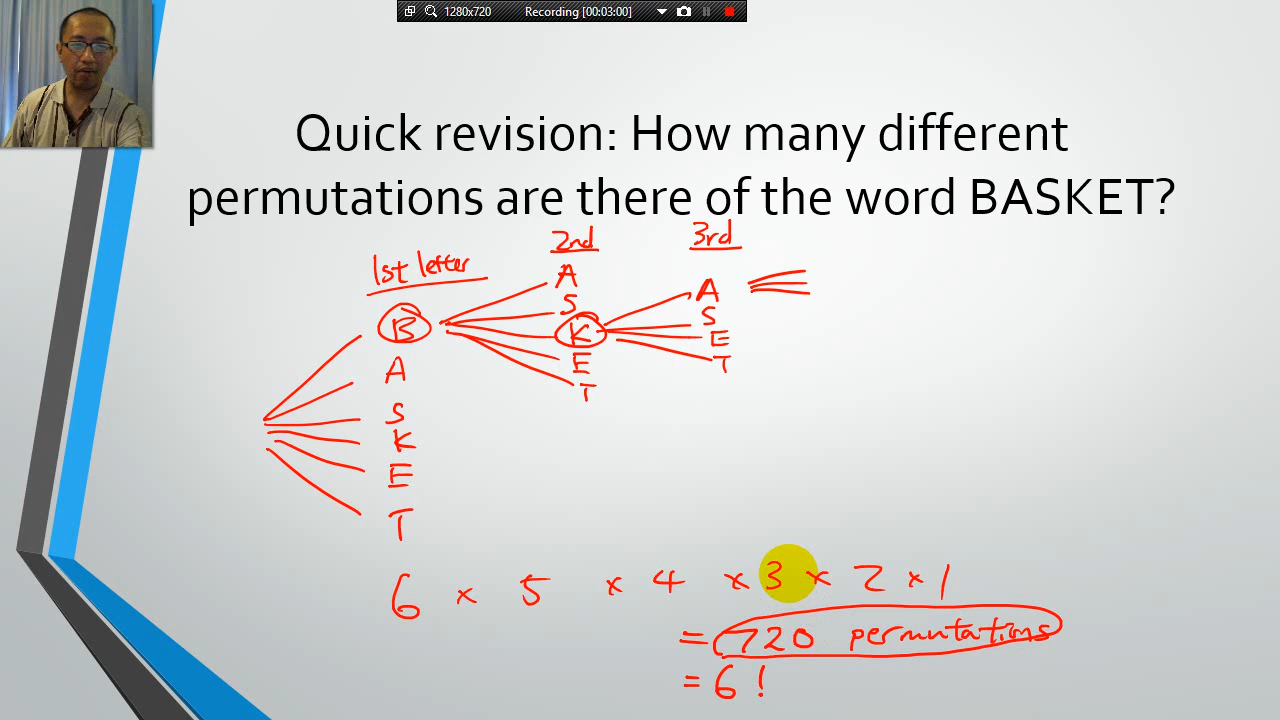 1280x720 Recording [00:03:00]
Quick revision: How many different
permutations are there of the word BASKET?
1st letter 2nd 3rd
A A
S S
B K E
E T
T
A
S
K
E
T
6 × 5 × 4 × 3 × 2 × 1
= 720 permutations
= 6!